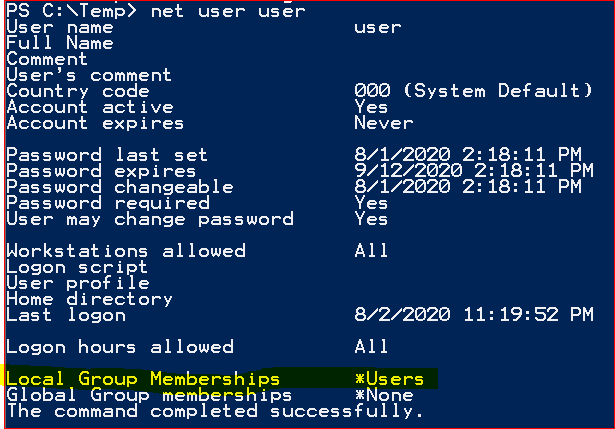 PS C:\Temp> net user user
User name user
Full Name
Comment
User's comment
Country code 000 (System Default)
Account active Yes
Account expires Never
Password last set 8/1/2020 2:18:11 PM
Password expires 9/12/2020 2:18:11 PM
Password changeable 8/1/2020 2:18:11 PM
Password required Yes
User may change password Yes
Workstations allowed All
Logon script
User profile
Home directory
Last logon 8/2/2020 11:19:52 PM
Logon hours allowed All
Local Group Memberships *Users
Global Group memberships *None
The command completed successfully.